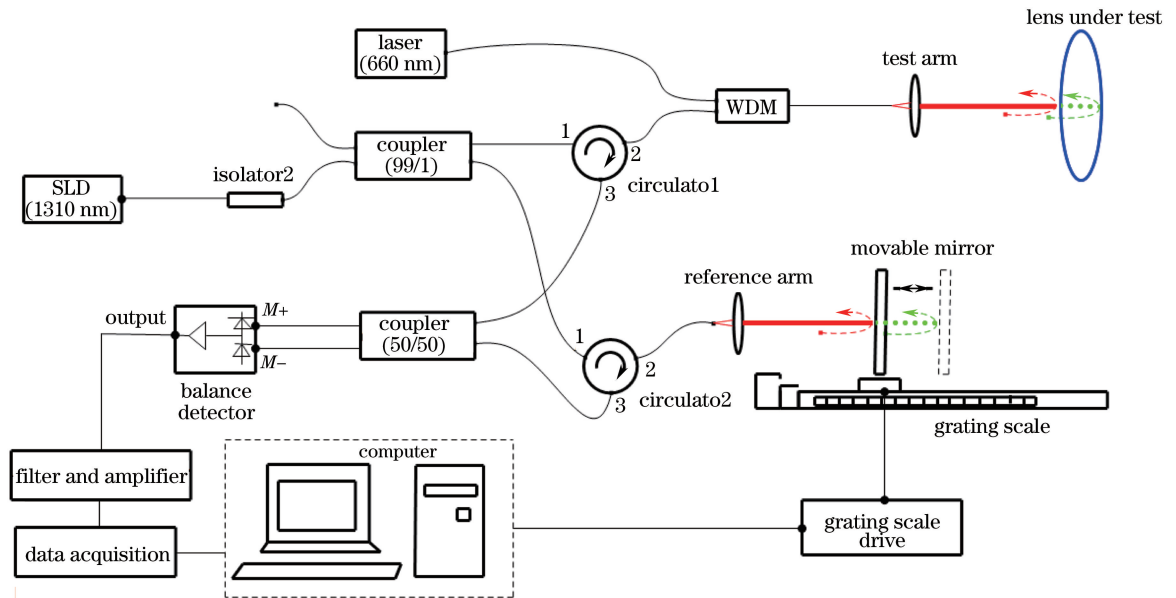 lens under test
laser
(660 nm)
test arm
WDM
coupler
(99/1)
1
2
3
circulato1
isolator2
SLD
(1310 nm)
movable mirror
reference arm
output
M+
M−
coupler
(50/50)
1
2
3
circulato2
balance
detector
grating scale
computer
filter and amplifier
data acquisition
grating scale
drive